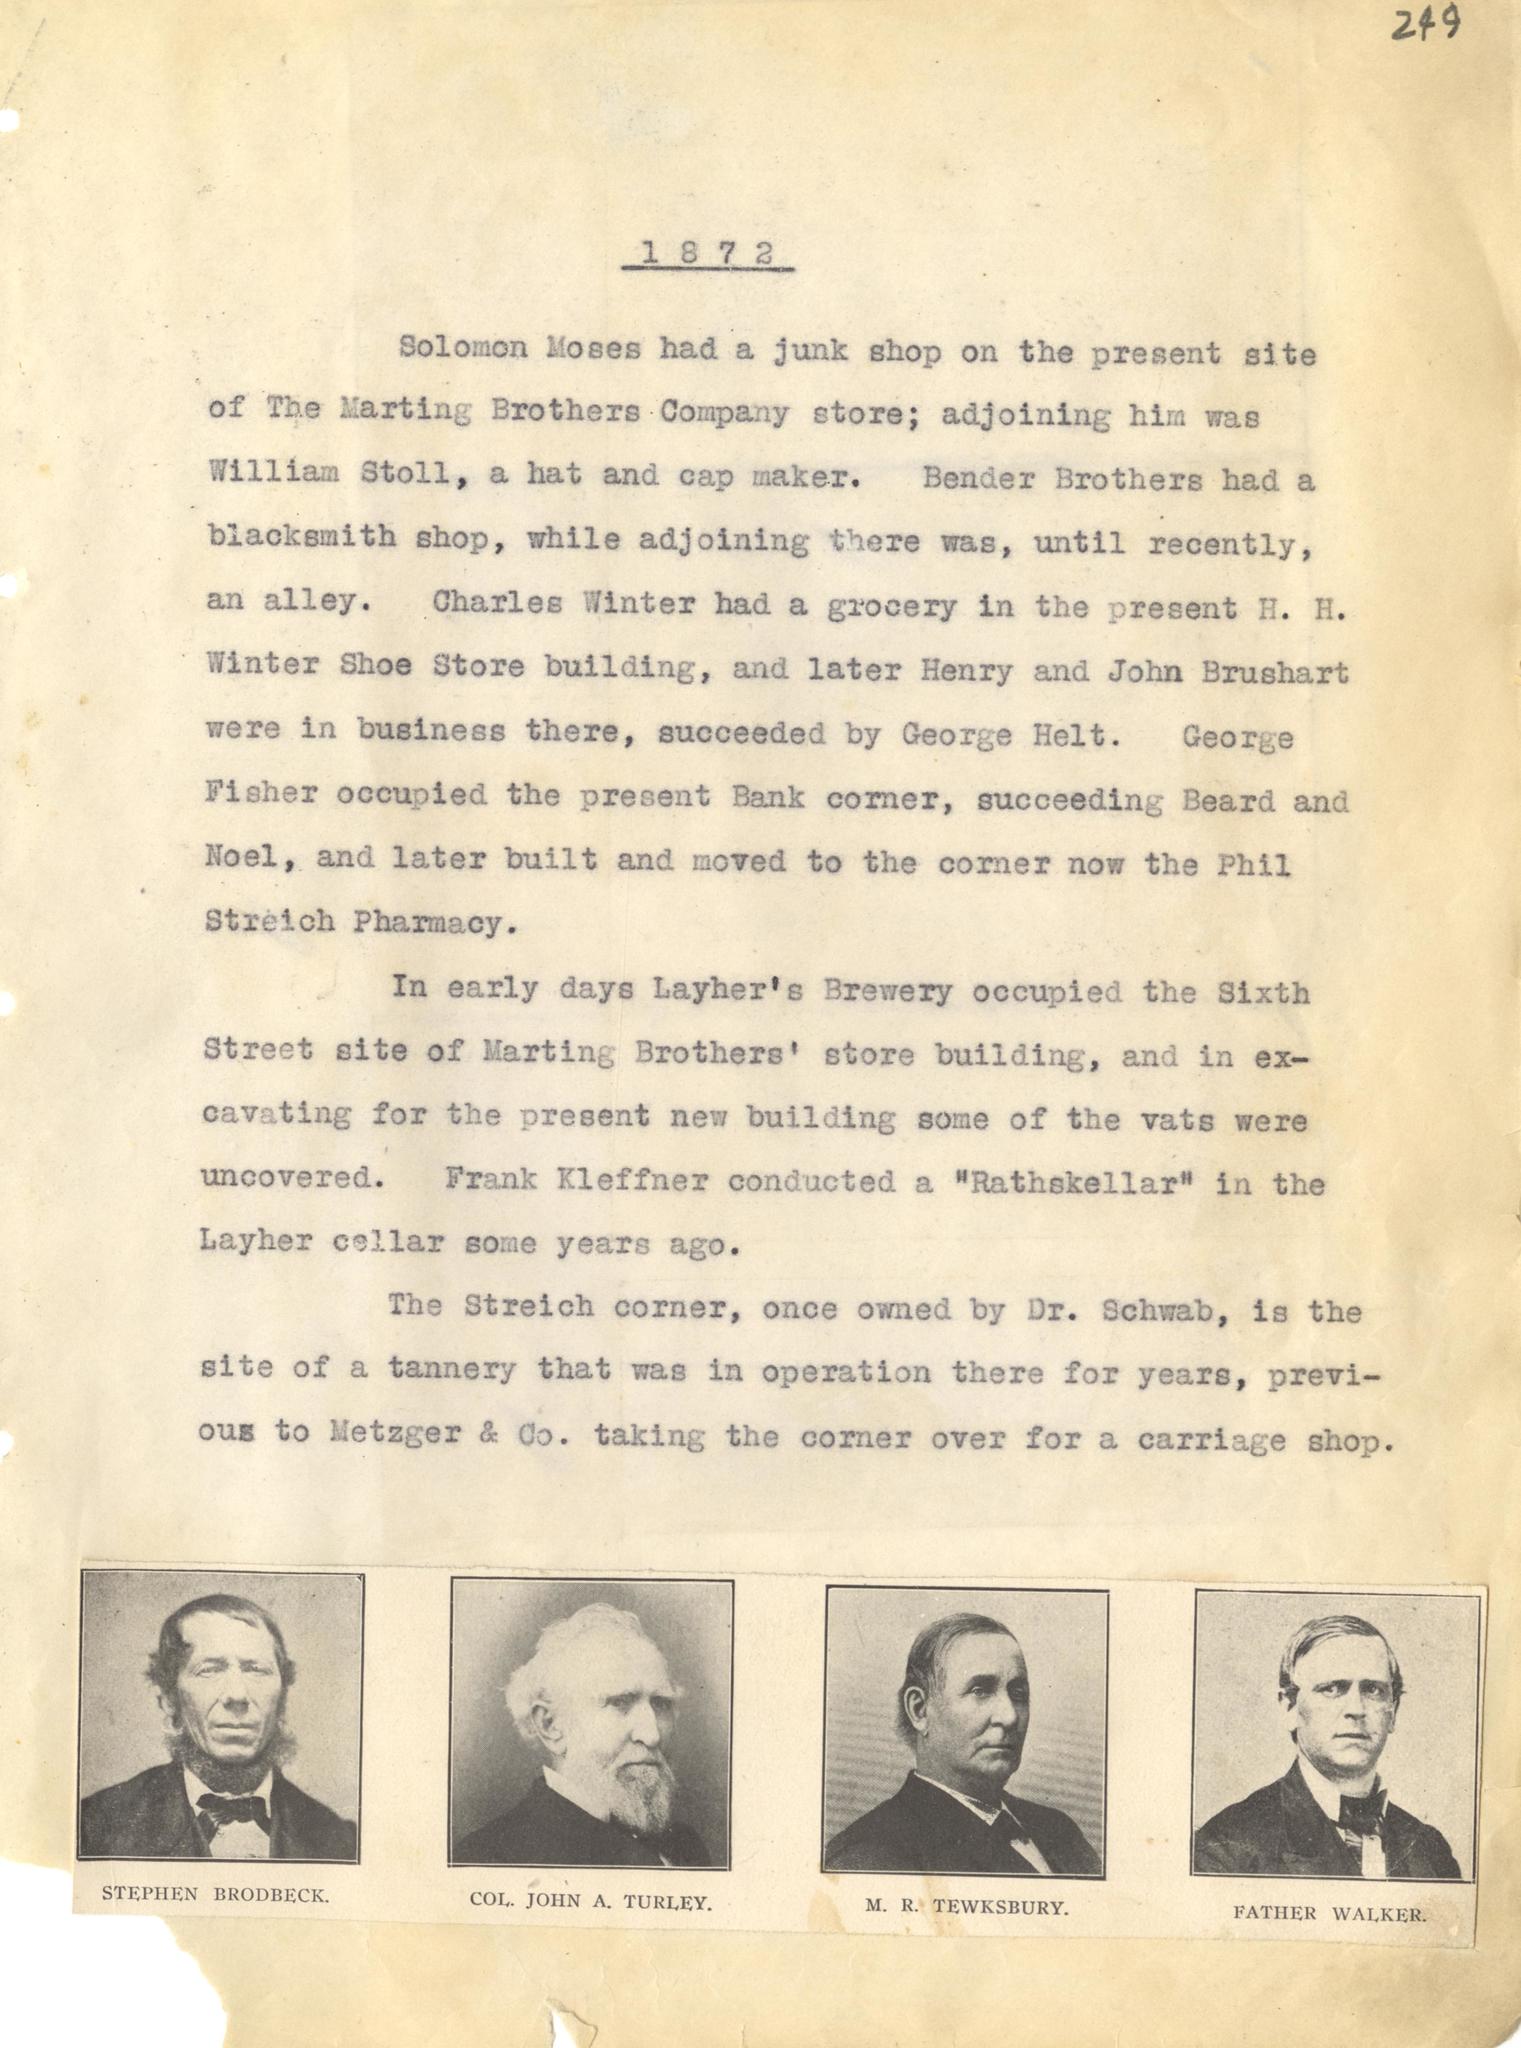 249
1872
Solomon Moses had a junk shop on the present site
of The Marting Brothers Company store; adjoining him was
William Stoll, a hat and cap maker. Bender Brothers had a
blacksmith shop, while adjoining there was, until recently,
an alley. Charles Winter had a grocery in the present H. H.
Winter Shoe Store building, and later Henry and John Brushart
were in business there, succeeded by George Helt. George
Fisher occupied the present Bank corner, succeeding Beard and
Noel, and later built and moved to the corner now the Phil
Streich Pharmacy.
In early days Layher's Brewery occupied the Sixth
Street site of Marting Brothers' store building, and in ex-
cavating for the present new building some of the vats were
uncovered. Frank Kleffner conducted a "Rathskellar" in the
Layher cellar some years ago.
The Streich corner, once owned by Dr. Schwab, is the
site of a tannery that was in operation there for years, previ-
ous to Metzger & Co. taking the corner over for a carriage shop.
STEPHEN BRODBECK.
COL. JOHN A. TURLEY.
M. R. TEWKSBURY.
FATHER WALKER.